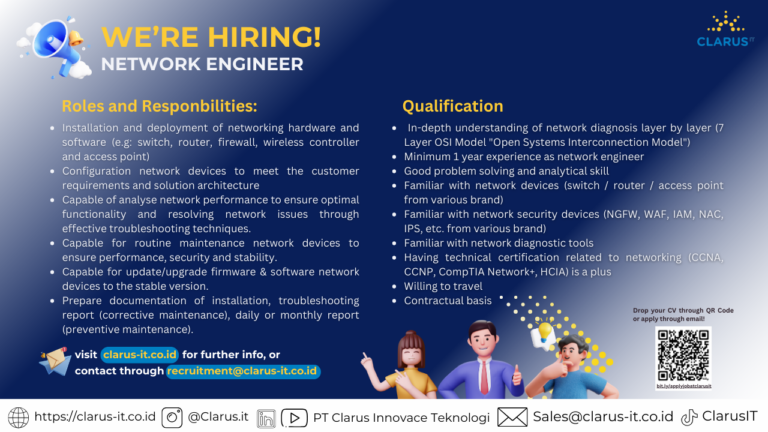 WE'RE HIRING!
NETWORK ENGINEER
CLARUS IT
Roles and Responbilities:
• Installation and deployment of networking hardware and
software (e.g: switch, router, firewall, wireless controller
and access point)
• Configuration network devices to meet the customer
requirements and solution architecture
• Capable of analyse network performance to ensure optimal
functionality and resolving network issues through
effective troubleshooting techniques.
• Capable for routine maintenance network devices to
ensure performance, security and stability.
• Capable for update/upgrade firmware & software network
devices to the stable version.
• Prepare documentation of installation, troubleshooting
report (corrective maintenance), daily or monthly report
(preventive maintenance).
Qualification
• In-depth understanding of network diagnosis layer by layer (7
Layer OSI Model "Open Systems Interconnection Model")
• Minimum 1 year experience as network engineer
• Good problem solving and analytical skill
• Familiar with network devices (switch / router / access point
from various brand)
• Familiar with network security devices (NGFW, WAF, IAM, NAC,
IPS, etc. from various brand)
• Familiar with network diagnostic tools
• Having technical certification related to networking (CCNA,
CCNP, CompTIA Network+, HCIA) is a plus
• Willing to travel
• Contractual basis
Drop your CV through QR Code
or apply through email!
bit.ly/applyjobatclarusit
visit clarus-it.co.id for further info, or
contact through recruitment@clarus-it.co.id
https://clarus-it.co.id @Clarus.it in PT Clarus Innovace Teknologi Sales@clarus-it.co.id ClarusIT